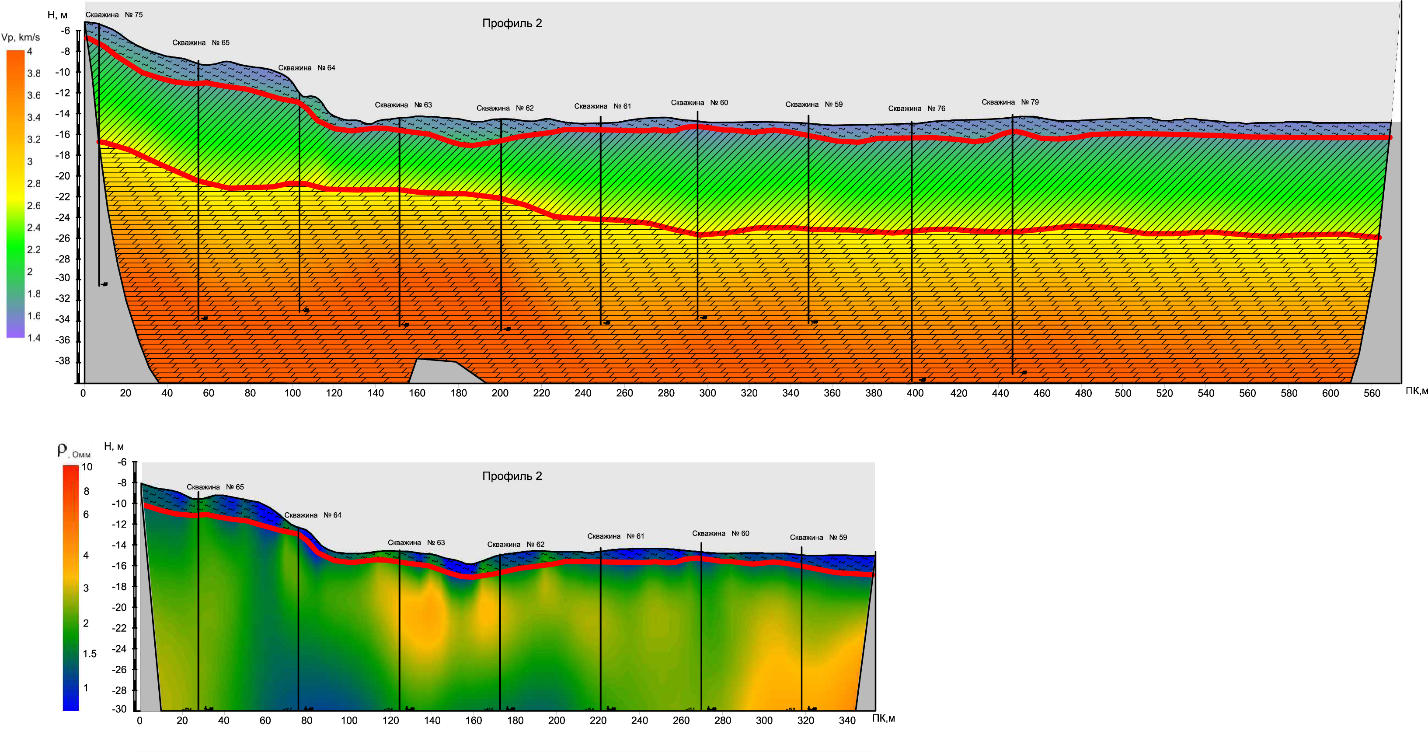 Скважина № 75
Н, м
Профиль 2
Vp, km/s
Скважина № 65
Скважина № 64
Скважина № 63
Скважина № 62
Скважина № 61
Скважина № 60
Скважина № 59
Скважина № 76
Скважина № 79
4
3.8
3.6
3.4
3.2
3
2.8
2.6
2.4
2.2
2
1.8
1.6
1.4
-6
-8
-10
-12
-14
-16
-18
-20
-22
-24
-26
-28
-30
-32
-34
-36
-38
0 20 40 60 80 100 120 140 160 180 200 220 240 260 280 300 320 340 360 380 400 420 440 460 480 500 520 540 560 ПК,м
ρ, Омм
Н, м
Профиль 2
10
8
6
4
3
2
1.5
1
-6
-8
-10
-12
-14
-16
-18
-20
-22
-24
-26
-28
-30
Скважина № 65
Скважина № 64
Скважина № 63
Скважина № 62
Скважина № 61
Скважина № 60
Скважина № 59
0 20 40 60 80 100 120 140 160 180 200 220 240 260 280 300 320 340 ПК,м